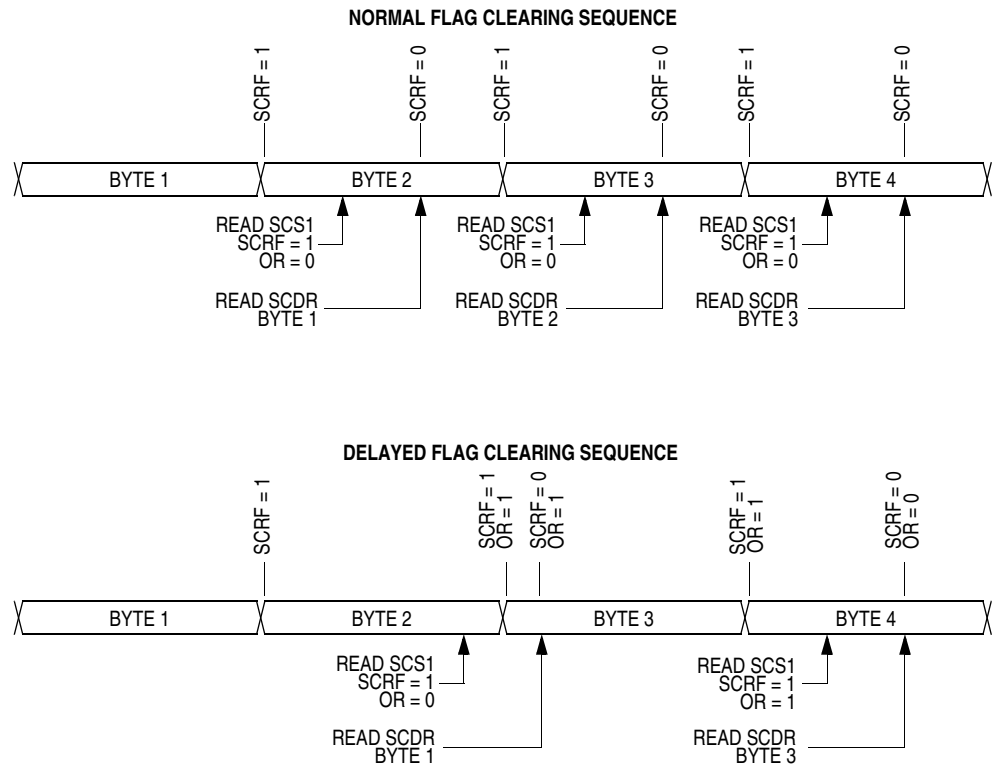 NORMAL FLAG CLEARING SEQUENCE
SCRF = 1
SCRF = 0
SCRF = 1
SCRF = 0
SCRF = 1
SCRF = 0
BYTE 1
BYTE 2
BYTE 3
BYTE 4
READ SCS1
SCRF = 1
OR = 0
READ SCS1
SCRF = 1
OR = 0
READ SCS1
SCRF = 1
OR = 0
READ SCDR
BYTE 1
READ SCDR
BYTE 2
READ SCDR
BYTE 3
DELAYED FLAG CLEARING SEQUENCE
SCRF = 1
SCRF = 1
OR = 1
SCRF = 0
OR = 1
SCRF = 1
OR = 1
SCRF = 0
OR = 0
BYTE 1
BYTE 2
BYTE 3
BYTE 4
READ SCS1
SCRF = 1
OR = 0
READ SCS1
SCRF = 1
OR = 1
READ SCDR
BYTE 1
READ SCDR
BYTE 3